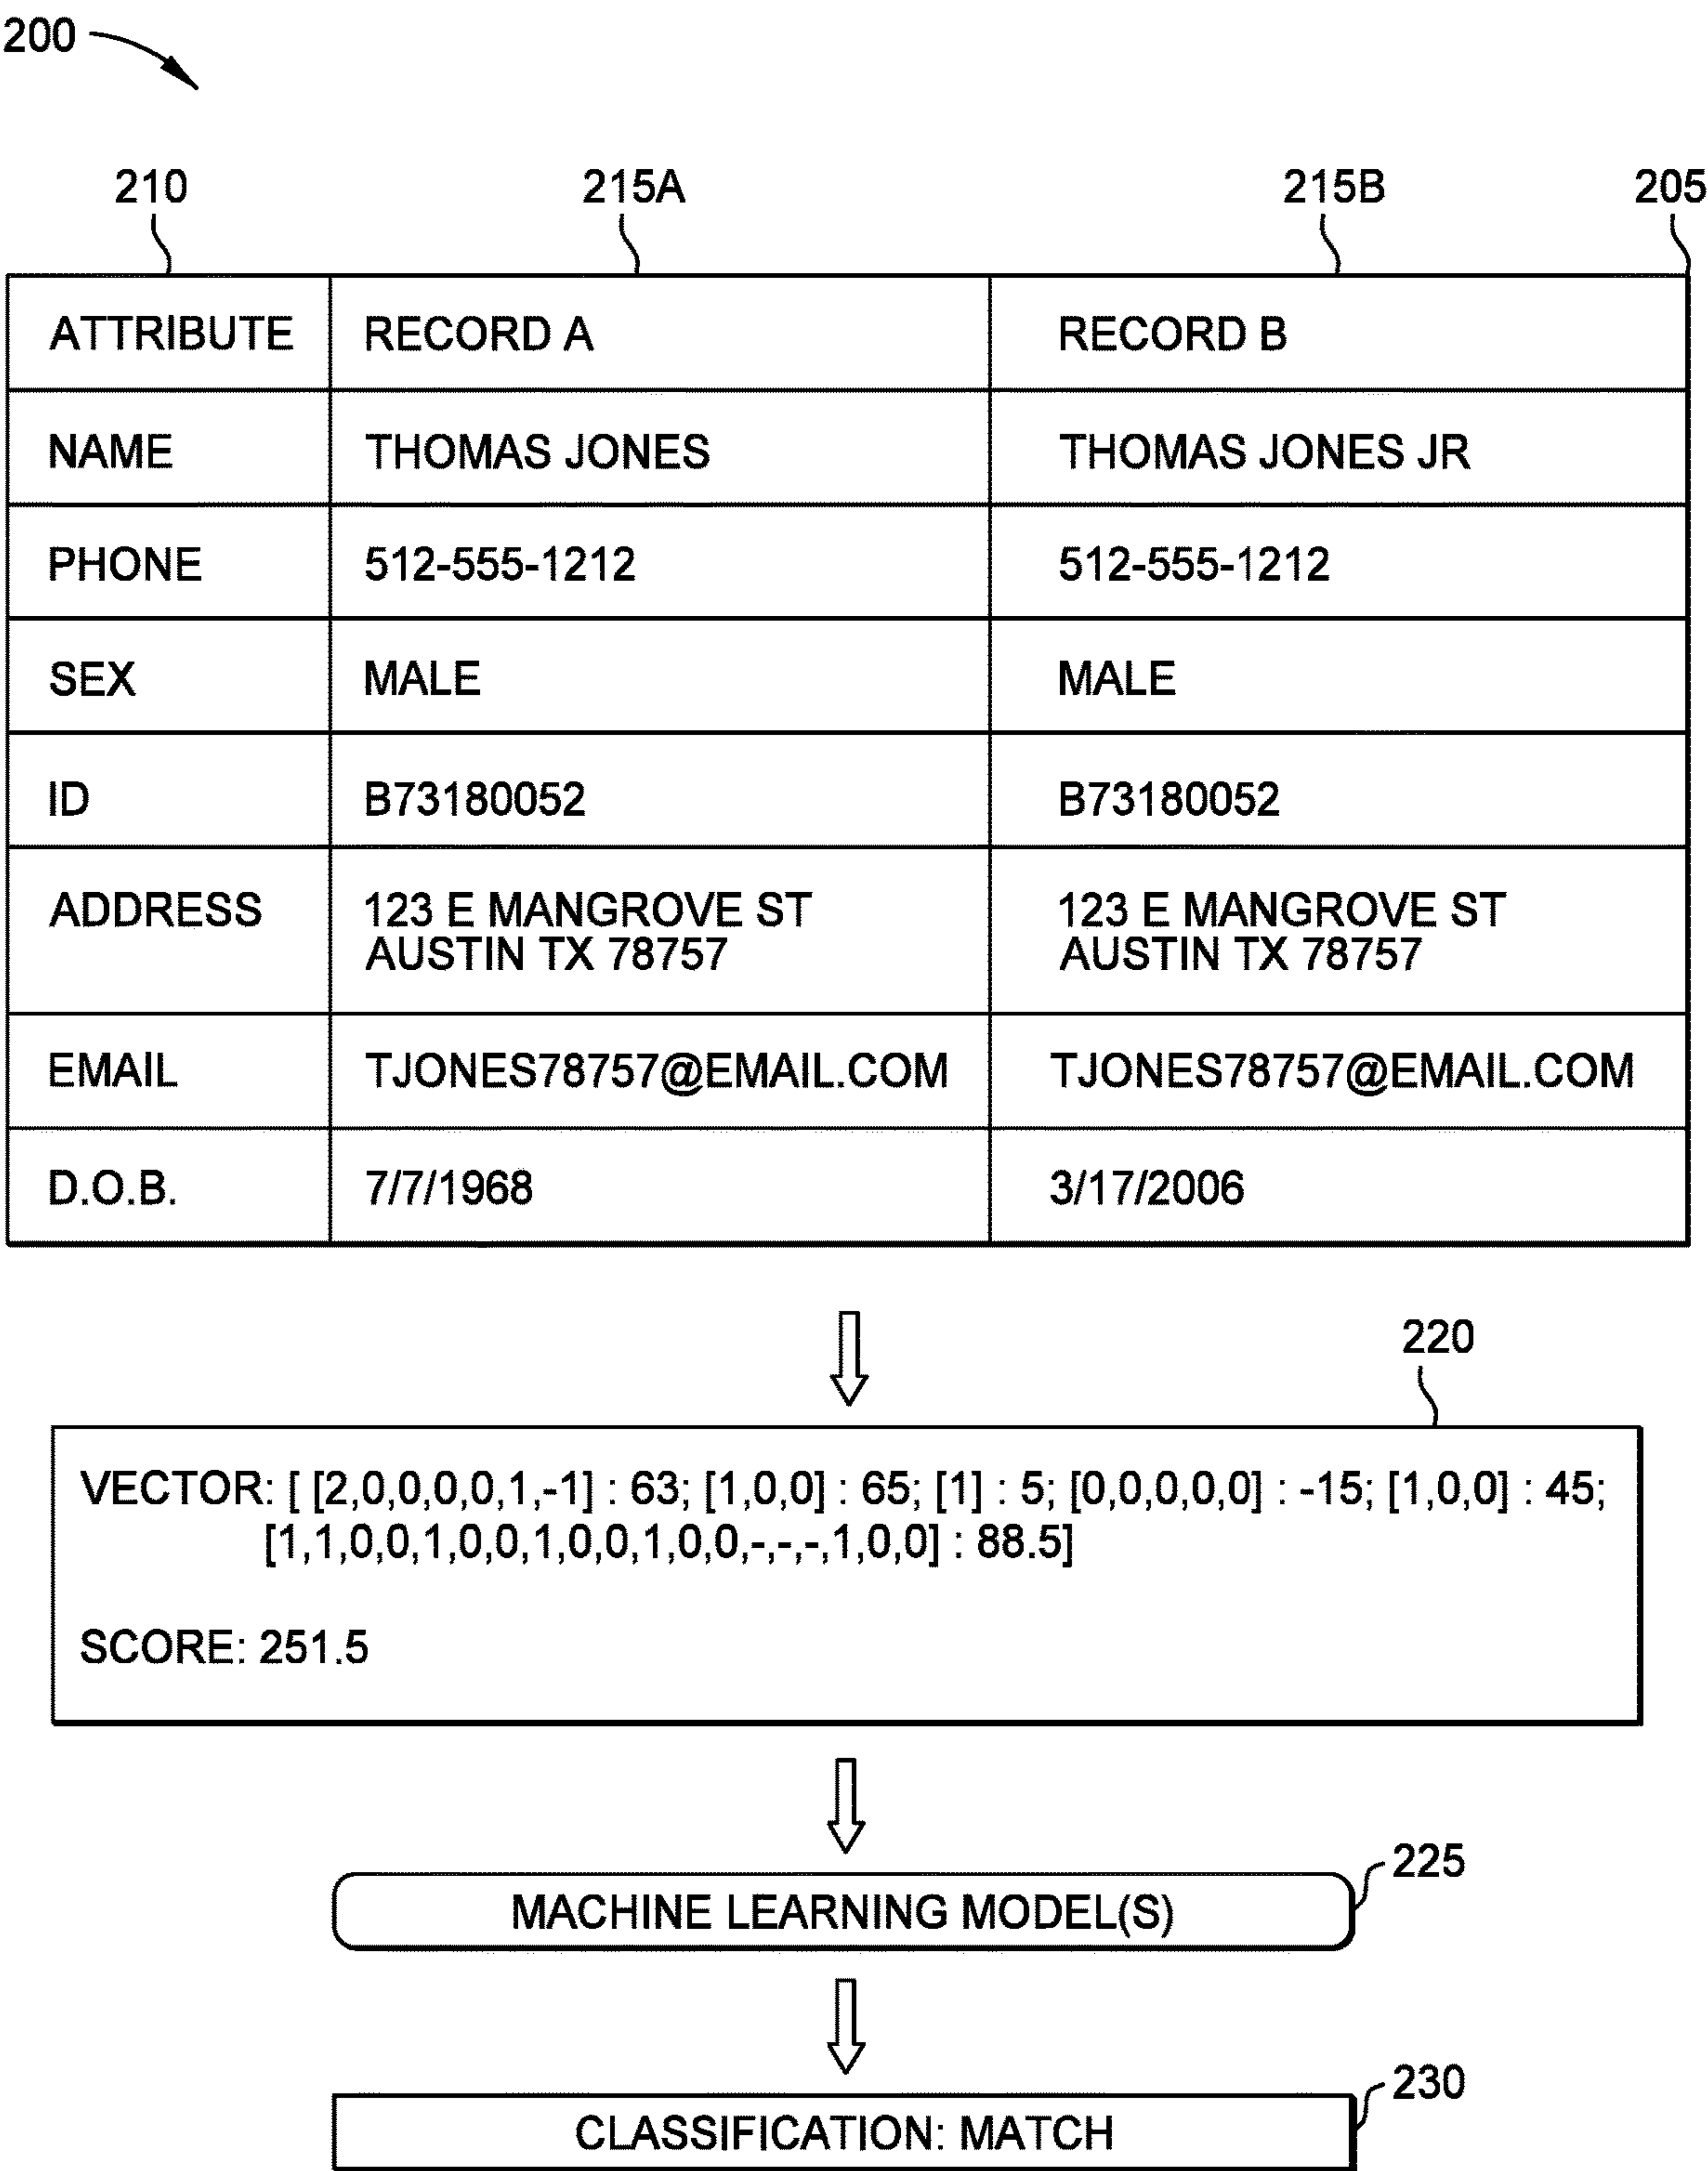 200
210 215A 215B 205
ATTRIBUTE RECORD A RECORD B
NAME THOMAS JONES THOMAS JONES JR
PHONE 512-555-1212 512-555-1212
SEX MALE MALE
ID B73180052 B73180052
ADDRESS 123 E MANGROVE ST 123 E MANGROVE ST
AUSTIN TX 78757 AUSTIN TX 78757
EMAIL TJONES78757@EMAIL.COM TJONES78757@EMAIL.COM
D.O.B. 7/7/1968 3/17/2006
220
VECTOR: [ [2,0,0,0,0,1,-1] : 63; [1,0,0] : 65; [1] : 5; [0,0,0,0,0] : -15; [1,0,0] : 45;
[1,1,0,0,1,0,0,1,0,0,1,0,0,-,-,-,1,0,0] : 88.5]
SCORE: 251.5
225
MACHINE LEARNING MODEL(S)
230
CLASSIFICATION: MATCH